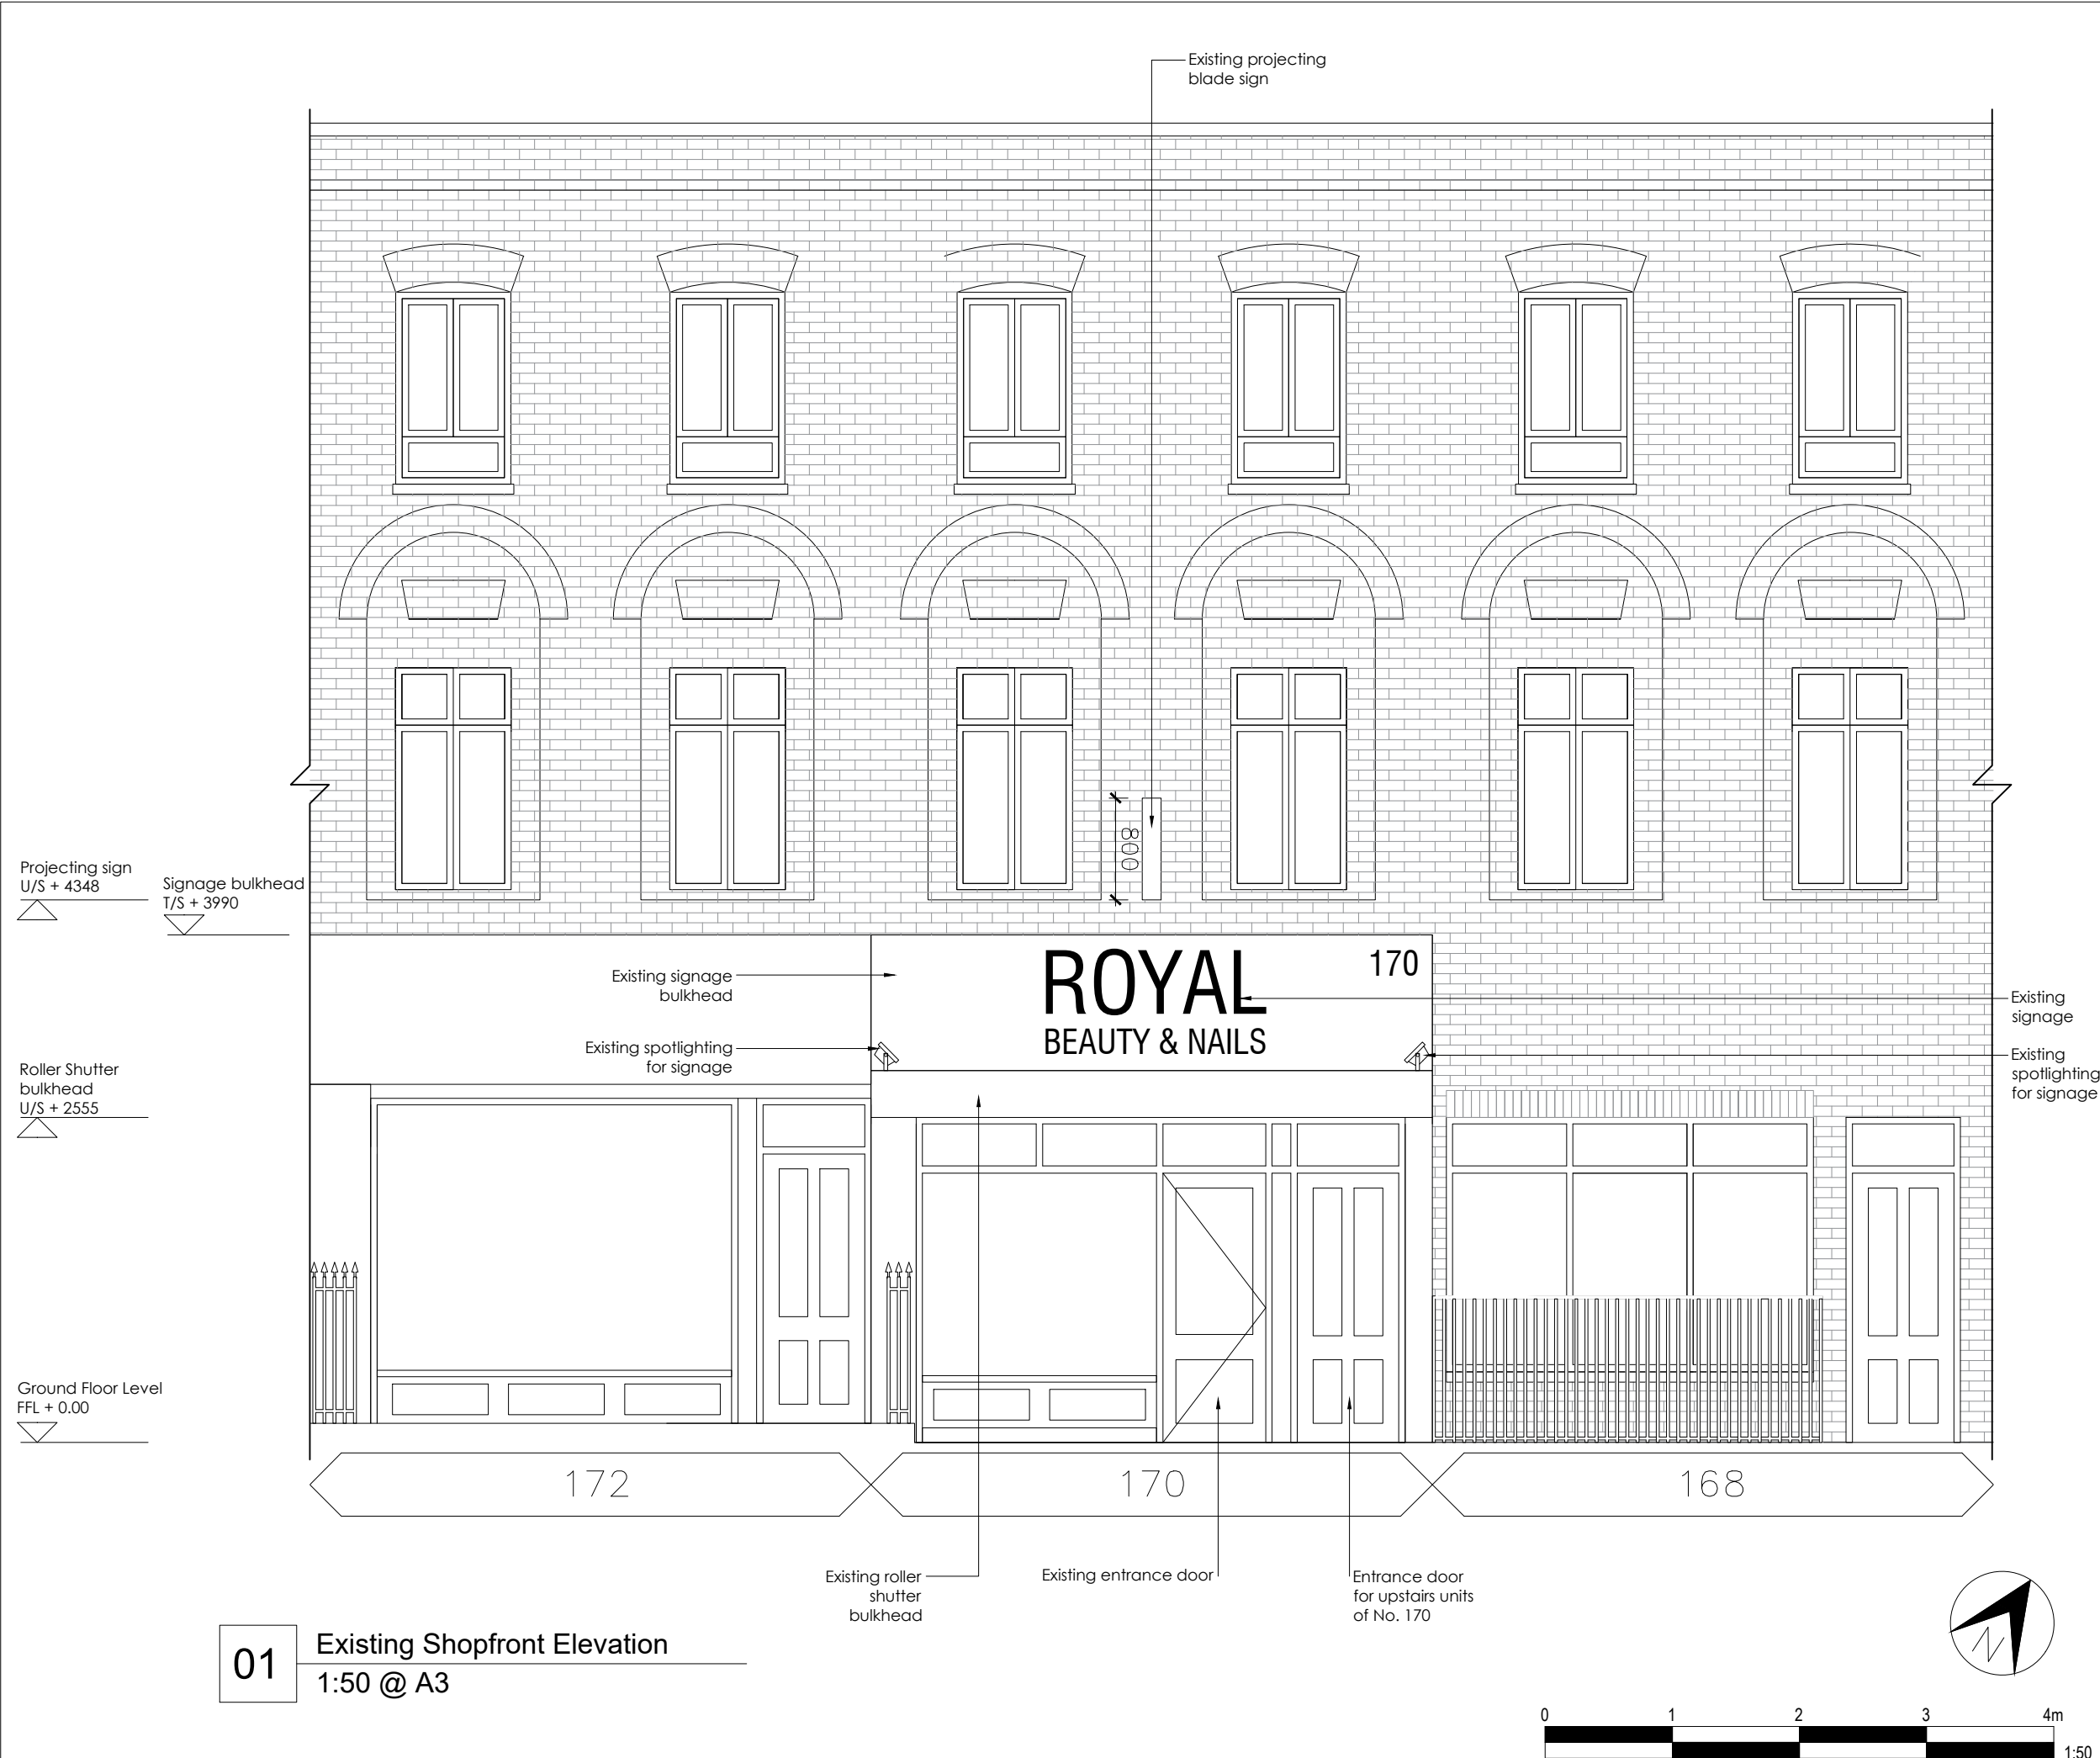 Existing projecting
blade sign
800
Projecting sign
U/S + 4348
Signage bulkhead
T/S + 3990
Existing signage
bulkhead
ROYAL
170
BEAUTY & NAILS
Existing
signage
Existing spotlighting
for signage
Existing
spotlighting
for signage
Roller Shutter
bulkhead
U/S + 2555
Ground Floor Level
FFL + 0.00
172
170
168
Existing roller
shutter
bulkhead
Existing entrance door
Entrance door
for upstairs units
of No. 170
01
Existing Shopfront Elevation
1:50 @ A3
N
0 1 2 3 4m
1:50